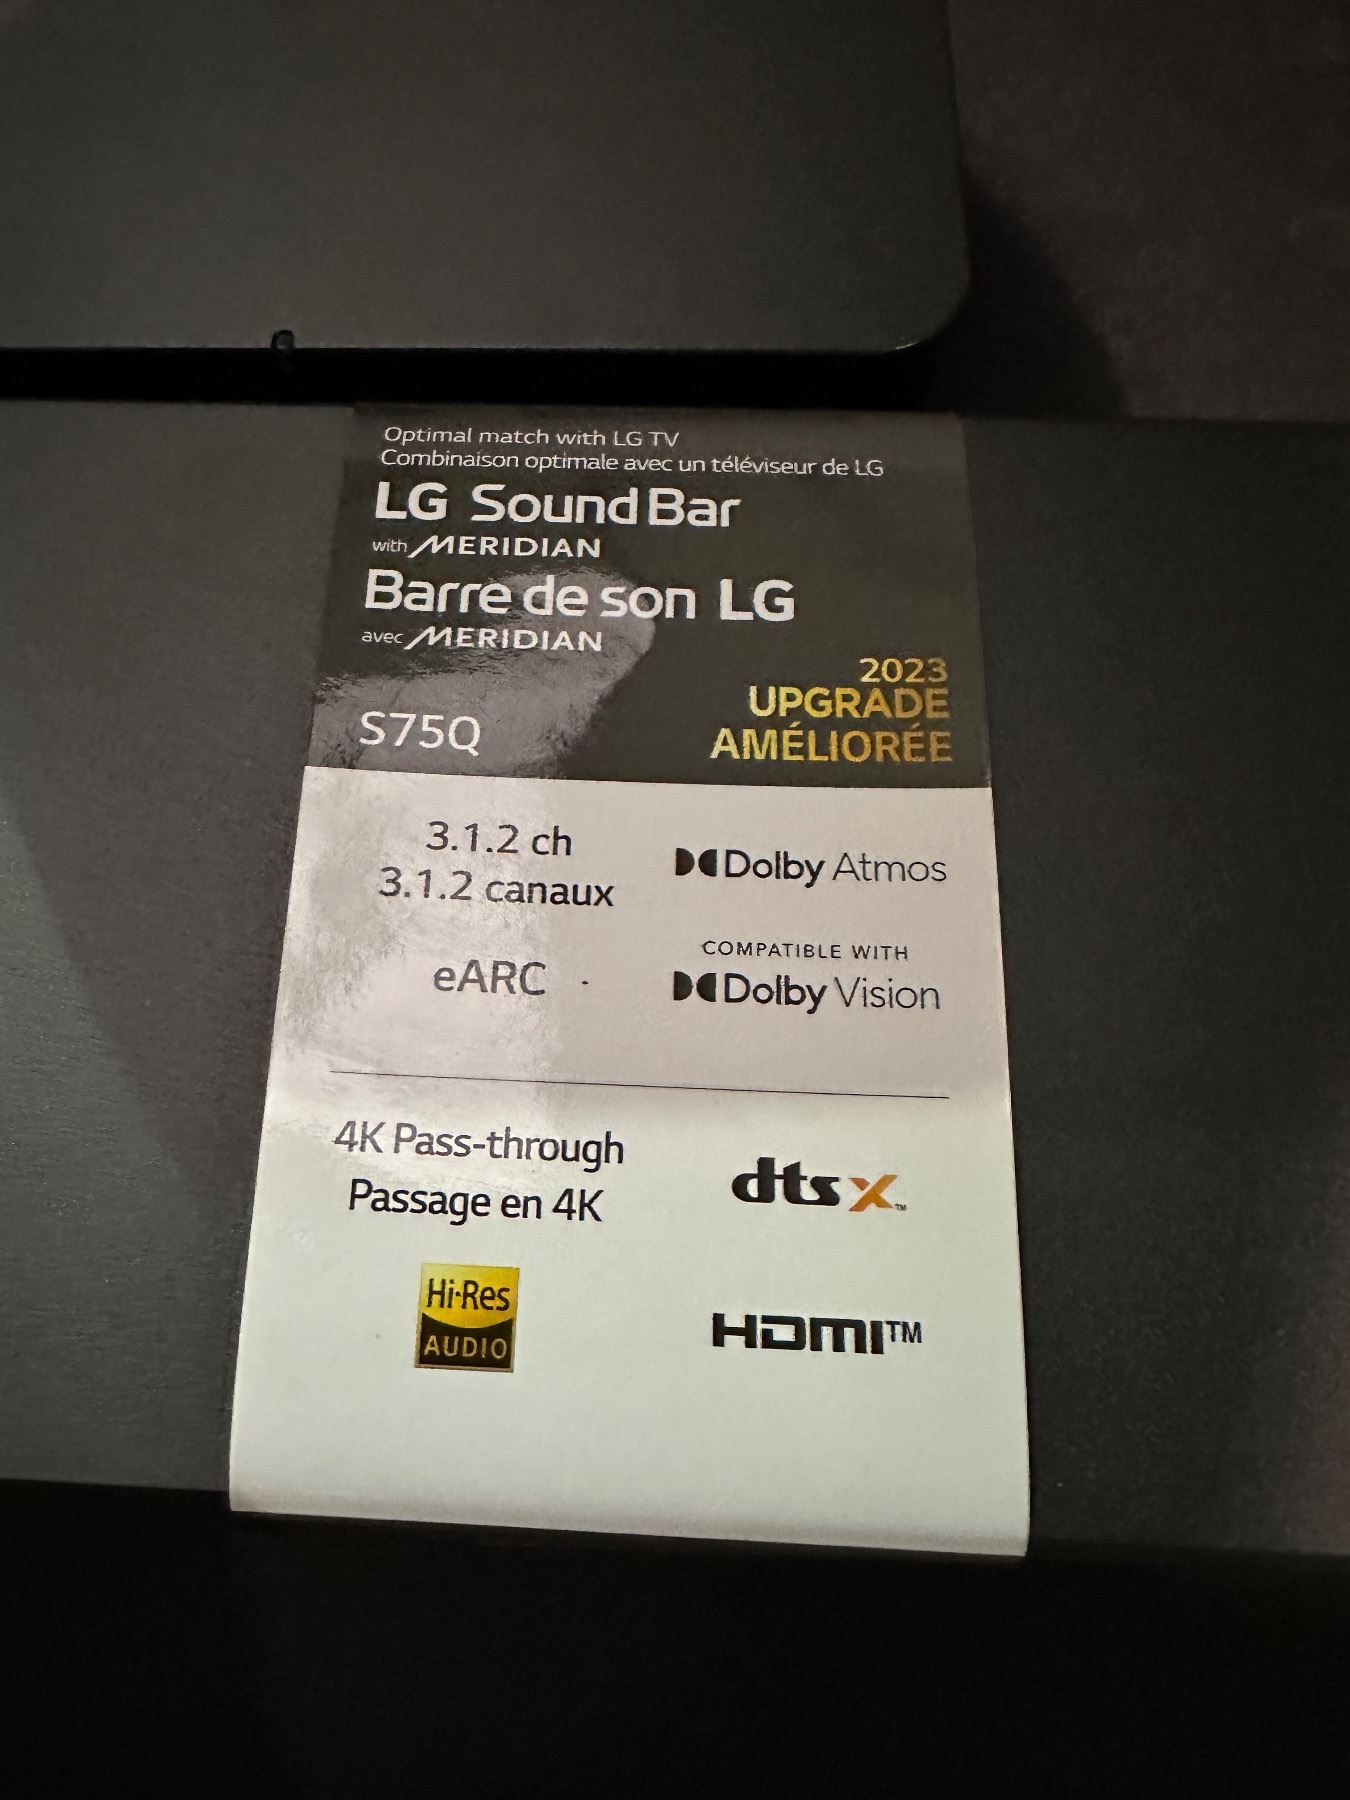 Optimal match with LG TV
Combinaison optimale avec un téléviseur de LG
LG Sound Bar
with MERIDIAN
Barre de son LG
avec MERIDIAN
2023
UPGRADE
AMÉLIORÉE
S75Q
3.1.2 ch
3.1.2 canaux
Dolby Atmos
eARC
COMPATIBLE WITH
Dolby Vision
4K Pass-through
Passage en 4K
dts X™
Hi-Res
AUDIO
HDMI™